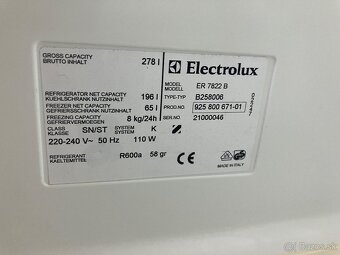 GROSS CAPACITY
BRUTTO INHALT
278 l
Electrolux
MODEL
MODELL
ER 7822 B
REFRIGERATOR NET CAPACITY
KUEHLSCHRANK NUTZINHALT
196 l
TYPE-TYP
B258006
FREEZER NET CAPACITY
GEFRIERSCHRANK NUTZINHALT
65 l
PROD.NO.
925 800 671-01
FREEZING CAPACITY
GEFRIERVERMOEGEN
8 kg/24h
SER.NO.
21000046
CLASS
KLASSE
SN/ST
SYSTEM
SYSTEM
K
220-240 V~ 50 Hz 110 W
REFRIGERANT
KAELTEMITTEL
R600a 58 gr
MADE IN ITALY
bazos.sk